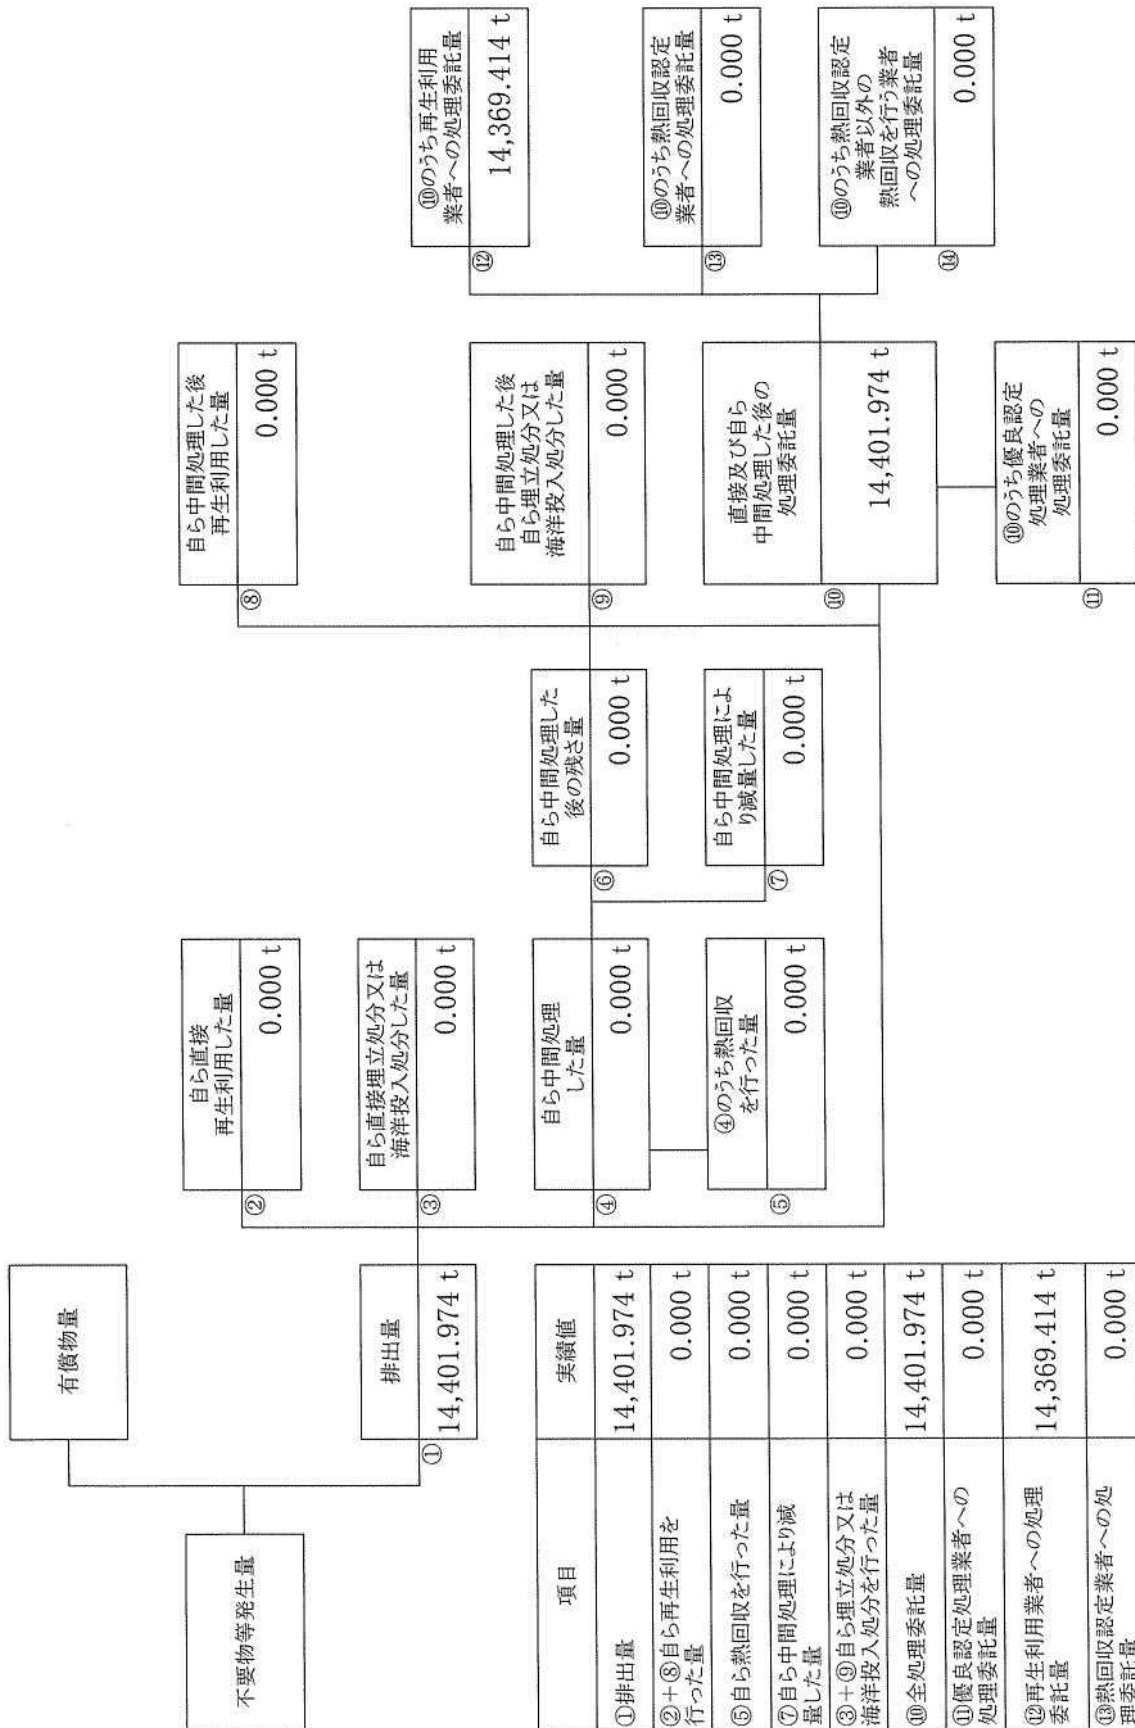 有償物量
不要物等発生量
排出量
①
14,401.974 t
自ら直接
再生利用した量
②
0.000 t
自ら直接埋立処分又は
海洋投入処分した量
③
0.000 t
自ら中間処理
した量
④
0.000 t
④のうち熱回収
を行った量
⑤
0.000 t
自ら中間処理した
後の残さ量
⑥
0.000 t
自ら中間処理によ
り減量した量
⑦
0.000 t
自ら中間処理した後
再生利用した量
⑧
0.000 t
自ら中間処理した後
自ら埋立処分又は
海洋投入処分した量
⑨
0.000 t
直接及び自ら
中間処理した後の
処理委託量
⑩
14,401.974 t
⑩のうち優良認定
処理業者への
処理委託量
⑪
0.000 t
⑩のうち再生利用
業者への処理委託量
⑫
14,369.414 t
⑩のうち熱回収認定
業者への処理委託量
⑬
0.000 t
⑩のうち熱回収認定
業者以外の
熱回収を行う業者
への処理委託量
⑭
0.000 t
項目 実績値
①排出量 14,401.974 t
②+⑧自ら再生利用を
行った量 0.000 t
⑤自ら熱回収を行った量 0.000 t
⑦自ら中間処理により減
量した量 0.000 t
③+⑨自ら埋立処分又は
海洋投入処分を行った量 0.000 t
⑩全処理委託量 14,401.974 t
⑪優良認定処理業者への
処理委託量 0.000 t
⑫再生利用業者への処理
委託量 14,369.414 t
⑬熱回収認定業者への処
理委託量 0.000 t